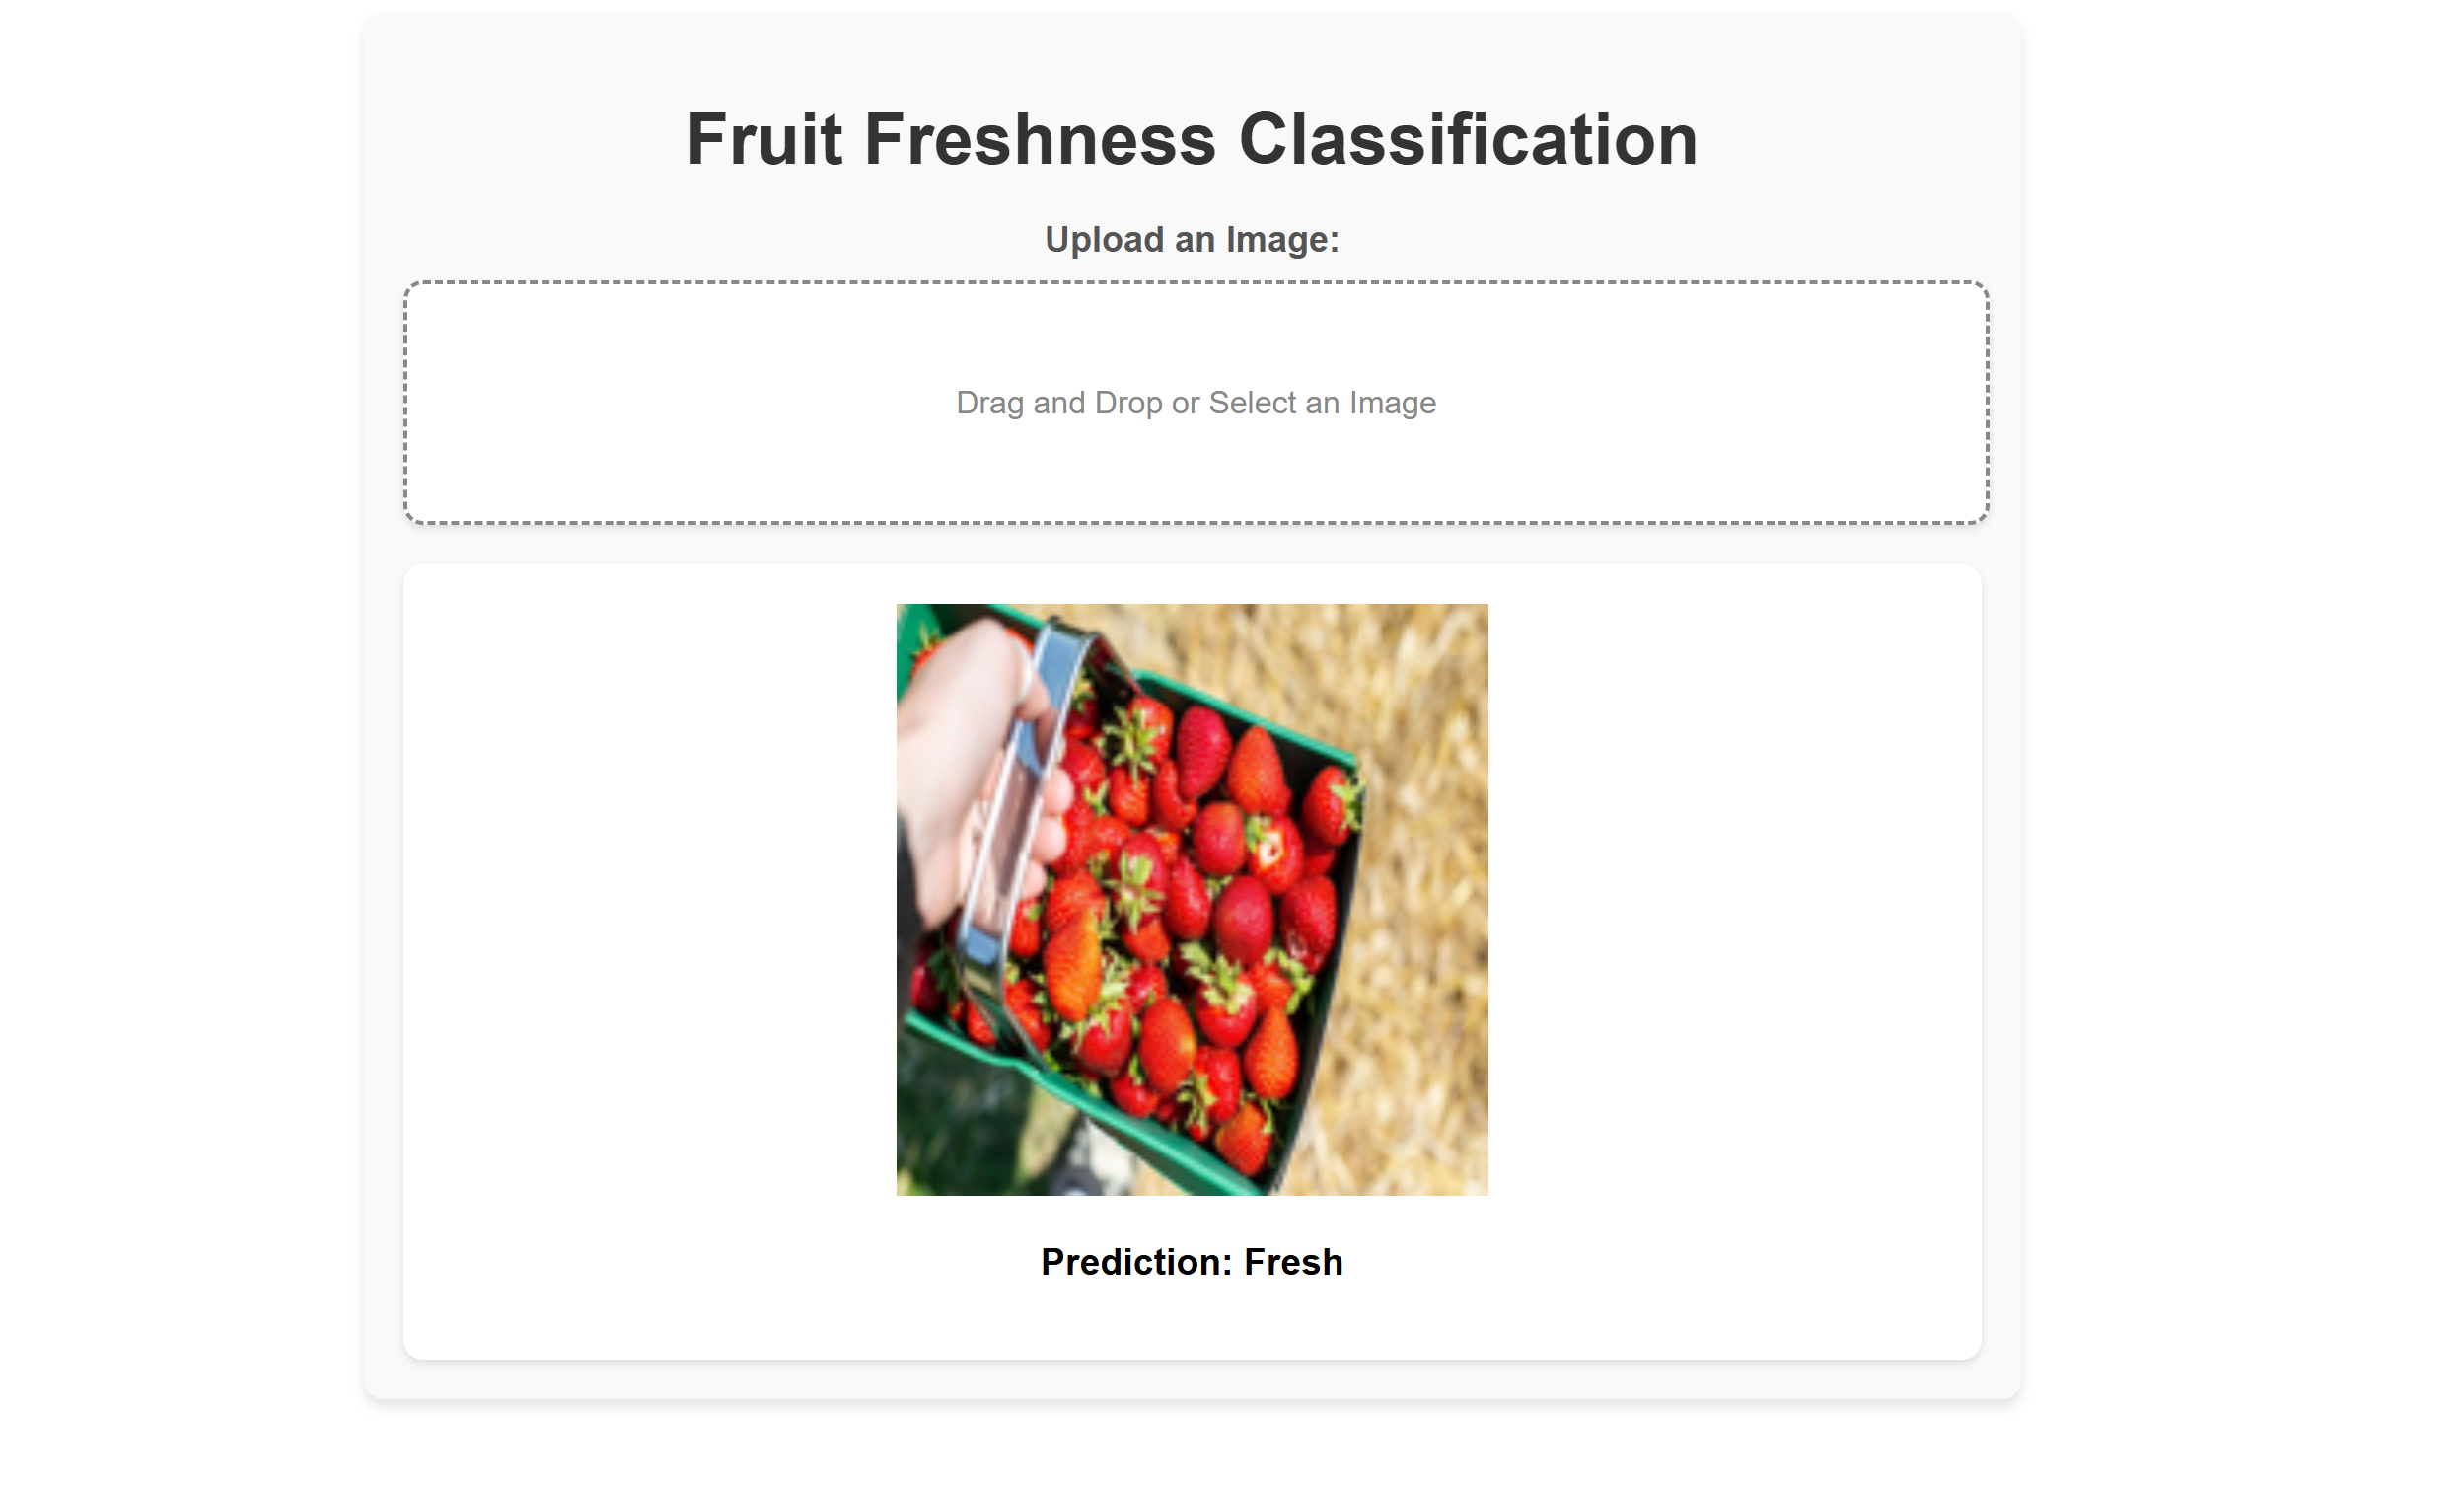 Fruit Freshness Classification
Upload an Image:
Drag and Drop or Select an Image
Prediction: Fresh